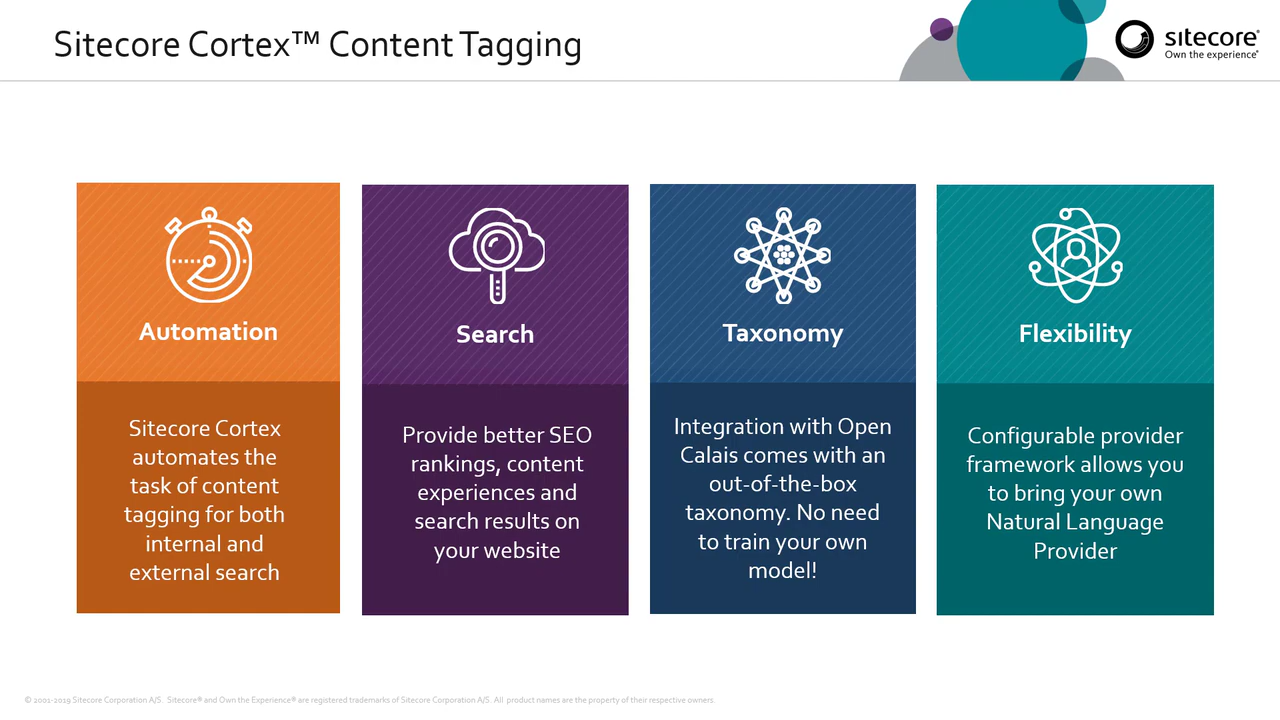 Sitecore Cortex™ Content Tagging
sitecore®
Own the experience®
Automation
Sitecore Cortex
automates the
task of content
tagging for both
internal and
external search
Search
Provide better SEO
rankings, content
experiences and
search results on
your website
Taxonomy
Integration with Open
Calais comes with an
out-of-the-box
taxonomy. No need
to train your own
model!
Flexibility
Configurable provider
framework allows you
to bring your own
Natural Language
Provider
© 2001-2019 Sitecore Corporation A/S. Sitecore® and Own the Experience® are registered trademarks of Sitecore Corporation A/S. All product names are the property of their respective owners.